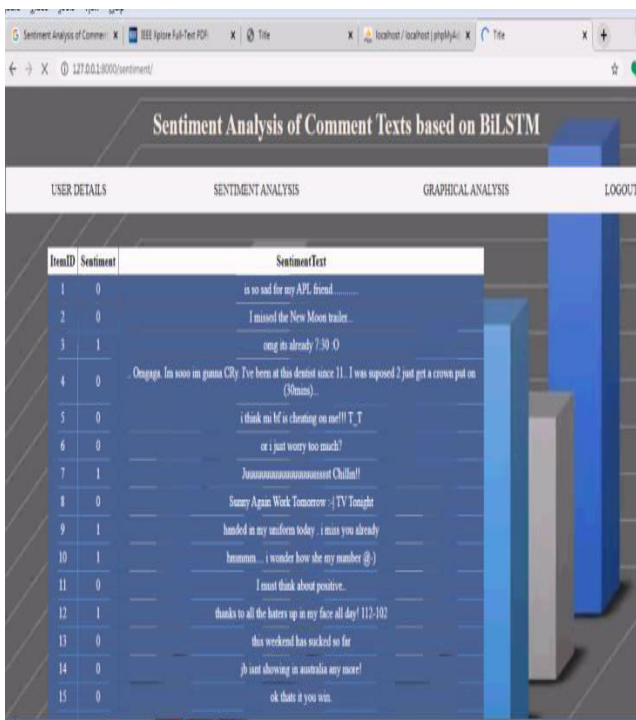 Sentiment Analysis of Commen
IEEE Xplore Full-Text PDF:
Title
localhost / localhost | phpMyAd
Title
127.0.0.1:8000/sentiment/
Sentiment Analysis of Comment Texts based on BiLSTM
USER DETAILS SENTIMENT ANALYSIS GRAPHICAL ANALYSIS LOGOUT
ItemID Sentiment SentimentText
1 0 is so sad for my APL friend.............
2 0 I missed the New Moon trailer...
3 1 omg its already 7:30 :O
4 0 .. Omgaga. Im sooo im gunna CRy. I've been at this dentist since 11.. I was suposed 2 just get a crown put on
(30mins)...
5 0 i think mi bf is cheating on me!!! T_T
6 0 or i just worry too much?
7 1 Chillin!!
8 0 Sunny Again Work Tomorrow :-| TV Tonight
9 1 handed in my uniform today . i miss you already
10 1 hmmmm.... i wonder how she my number @-)
11 0 I must think about positive..
12 1 thanks to all the haters up in my face all day! 112-102
13 0 this weekend has sucked so far
14 0 jb isnt showing in australia any more!
15 0 ok thats it you win.